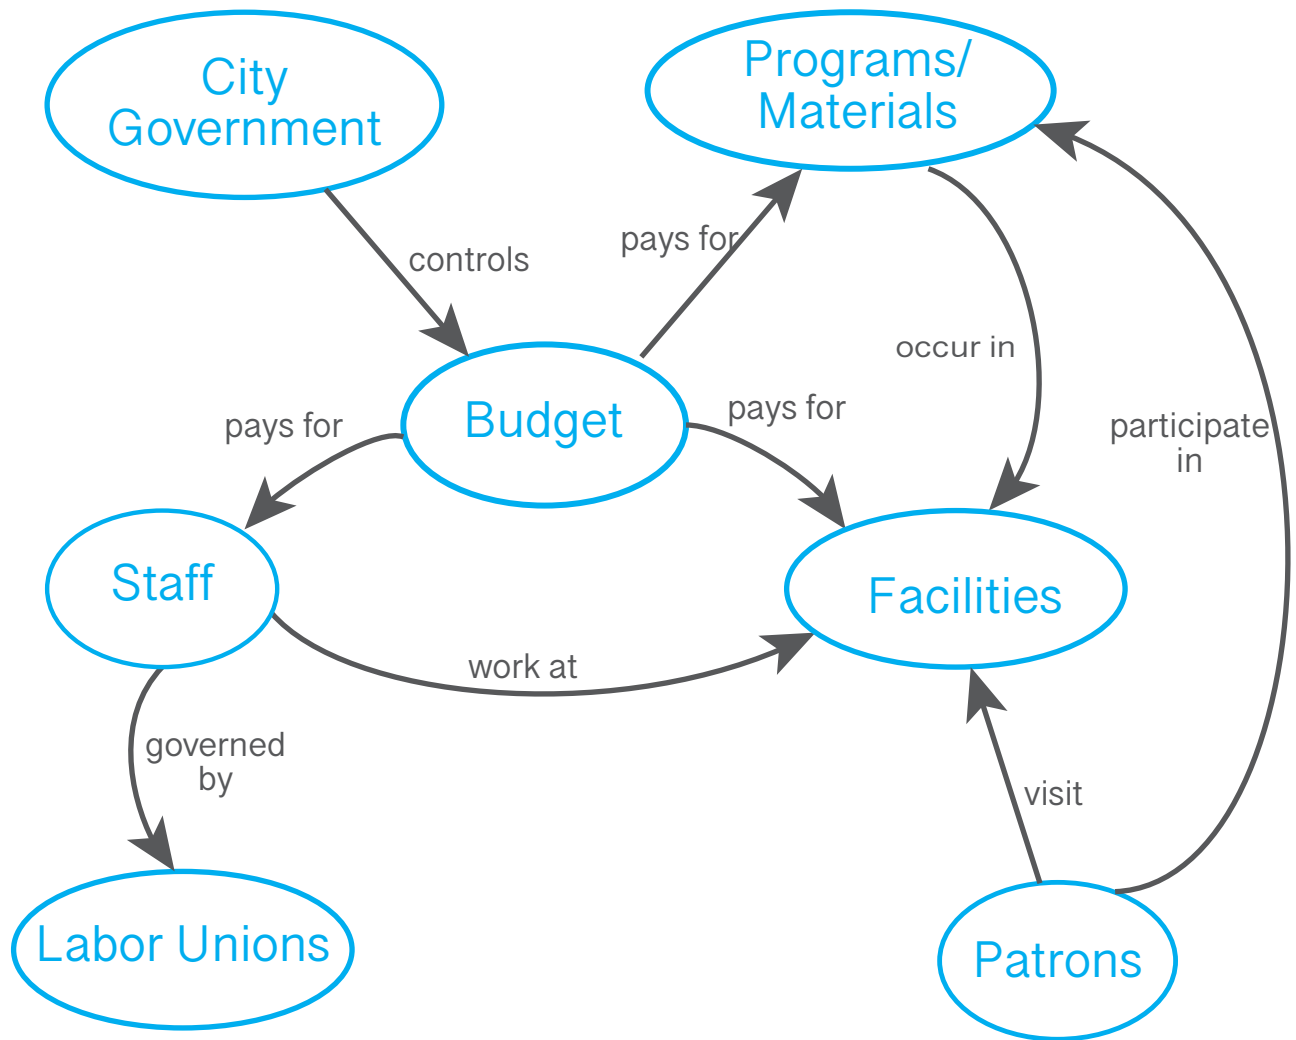 City
Government
Programs/
Materials
controls
pays for
occur in
Budget
pays for
pays for
participate
in
Staff
Facilities
work at
governed
by
visit
Labor Unions
Patrons